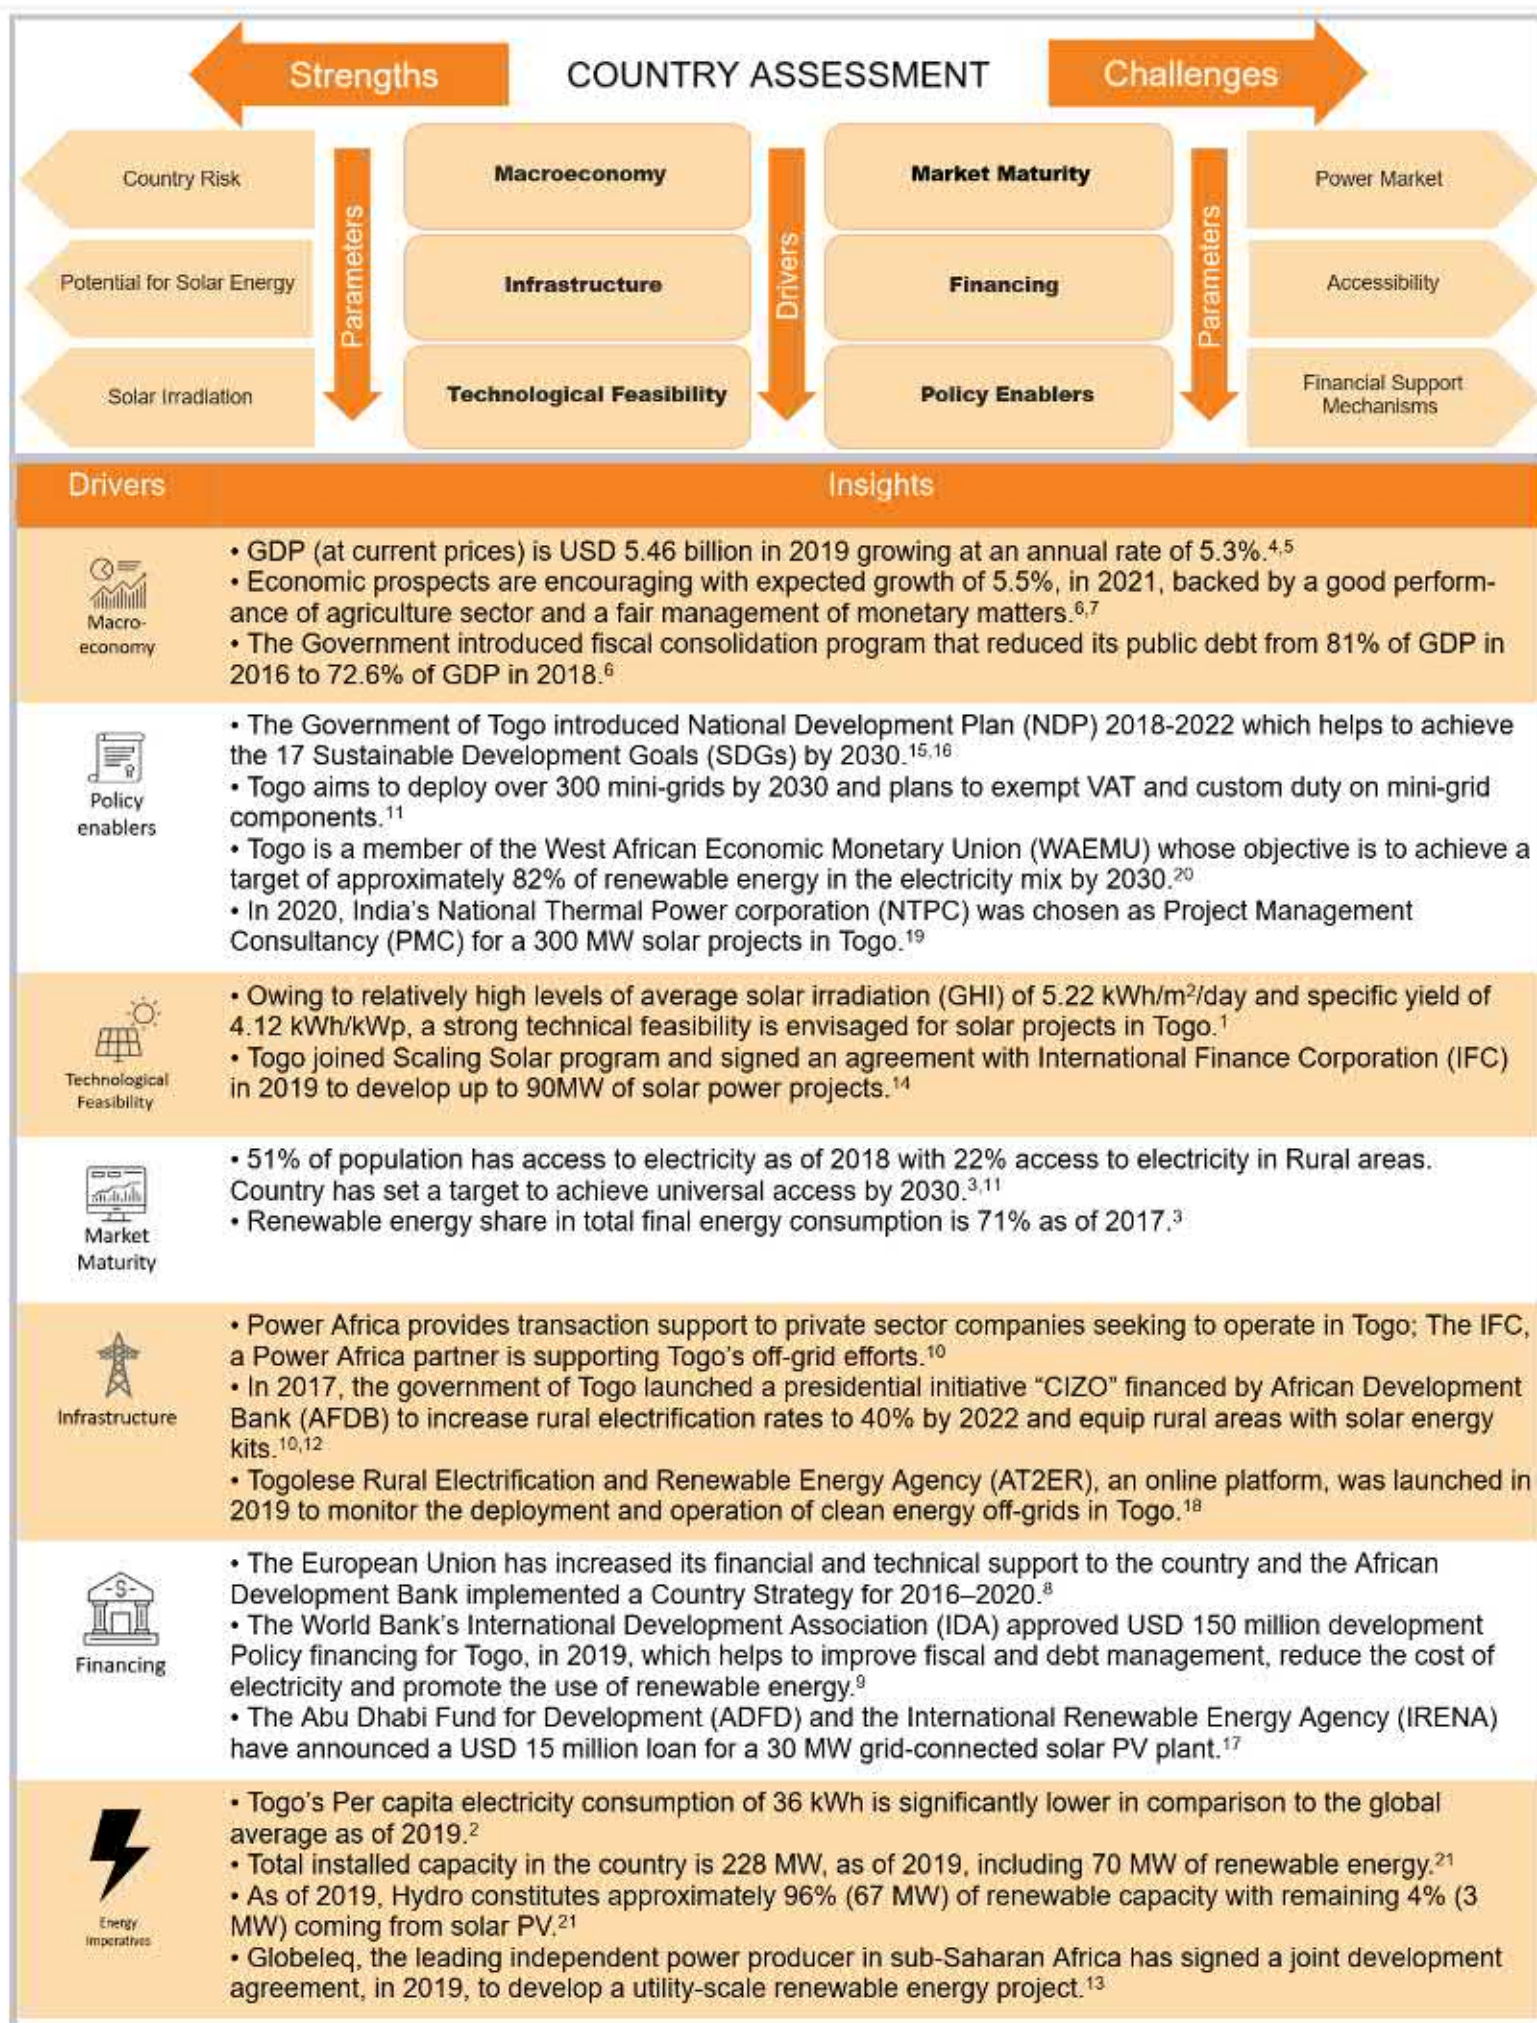 Strengths
COUNTRY ASSESSMENT
Challenges
Country Risk
Potential for Solar Energy
Solar Irradiation
Parameters
Macroeconomy
Infrastructure
Technological Feasibility
Drivers
Market Maturity
Financing
Policy Enablers
Parameters
Power Market
Accessibility
Financial Support
Mechanisms
Drivers
Insights
Macro-
economy
• GDP (at current prices) is USD 5.46 billion in 2019 growing at an annual rate of 5.3%.4,5
• Economic prospects are encouraging with expected growth of 5.5%, in 2021, backed by a good perform-
ance of agriculture sector and a fair management of monetary matters.6,7
• The Government introduced fiscal consolidation program that reduced its public debt from 81% of GDP in
2016 to 72.6% of GDP in 2018.6
Policy
enablers
• The Government of Togo introduced National Development Plan (NDP) 2018-2022 which helps to achieve
the 17 Sustainable Development Goals (SDGs) by 2030.15,16
• Togo aims to deploy over 300 mini-grids by 2030 and plans to exempt VAT and custom duty on mini-grid
components.11
• Togo is a member of the West African Economic Monetary Union (WAEMU) whose objective is to achieve a
target of approximately 82% of renewable energy in the electricity mix by 2030.20
• In 2020, India's National Thermal Power corporation (NTPC) was chosen as Project Management
Consultancy (PMC) for a 300 MW solar projects in Togo.19
Technological
Feasibility
• Owing to relatively high levels of average solar irradiation (GHI) of 5.22 kWh/m2/day and specific yield of
4.12 kWh/kWp, a strong technical feasibility is envisaged for solar projects in Togo.1
• Togo joined Scaling Solar program and signed an agreement with International Finance Corporation (IFC)
in 2019 to develop up to 90MW of solar power projects.14
Market
Maturity
• 51% of population has access to electricity as of 2018 with 22% access to electricity in Rural areas.
Country has set a target to achieve universal access by 2030.3,11
• Renewable energy share in total final energy consumption is 71% as of 2017.3
Infrastructure
• Power Africa provides transaction support to private sector companies seeking to operate in Togo; The IFC,
a Power Africa partner is supporting Togo's off-grid efforts.10
• In 2017, the government of Togo launched a presidential initiative “CIZO” financed by African Development
Bank (AFDB) to increase rural electrification rates to 40% by 2022 and equip rural areas with solar energy
kits.10,12
• Togolese Rural Electrification and Renewable Energy Agency (AT2ER), an online platform, was launched in
2019 to monitor the deployment and operation of clean energy off-grids in Togo.18
-S-
Financing
• The European Union has increased its financial and technical support to the country and the African
Development Bank implemented a Country Strategy for 2016–2020.8
• The World Bank's International Development Association (IDA) approved USD 150 million development
Policy financing for Togo, in 2019, which helps to improve fiscal and debt management, reduce the cost of
electricity and promote the use of renewable energy.9
• The Abu Dhabi Fund for Development (ADFD) and the International Renewable Energy Agency (IRENA)
have announced a USD 15 million loan for a 30 MW grid-connected solar PV plant.17
Energy
Imperatives
• Togo's Per capita electricity consumption of 36 kWh is significantly lower in comparison to the global
average as of 2019.2
• Total installed capacity in the country is 228 MW, as of 2019, including 70 MW of renewable energy.21
• As of 2019, Hydro constitutes approximately 96% (67 MW) of renewable capacity with remaining 4% (3
MW) coming from solar PV.21
• Globeleq, the leading independent power producer in sub-Saharan Africa has signed a joint development
agreement, in 2019, to develop a utility-scale renewable energy project.13